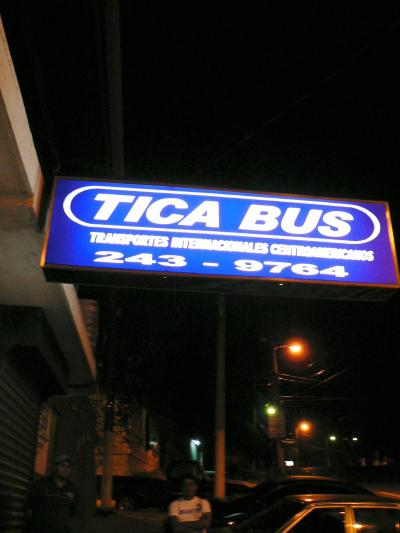 TICA BUS
TRANSPORTES INTERNACIONALES CENTROAMERICANOS
243 - 9764